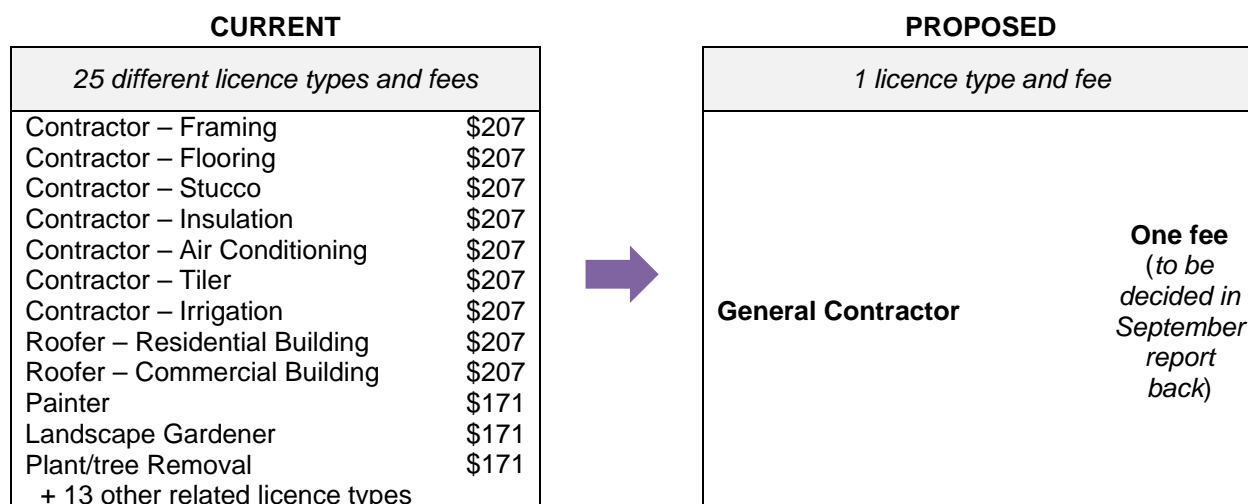 CURRENT
25 different licence types and fees
Contractor – Framing $207
Contractor – Flooring $207
Contractor – Stucco $207
Contractor – Insulation $207
Contractor – Air Conditioning $207
Contractor – Tiler $207
Contractor – Irrigation $207
Roofer – Residential Building $207
Roofer – Commercial Building $207
Painter $171
Landscape Gardener $171
Plant/tree Removal $171
+ 13 other related licence types
PROPOSED
1 licence type and fee
General Contractor
One fee
(to be
decided in
September
report
back)